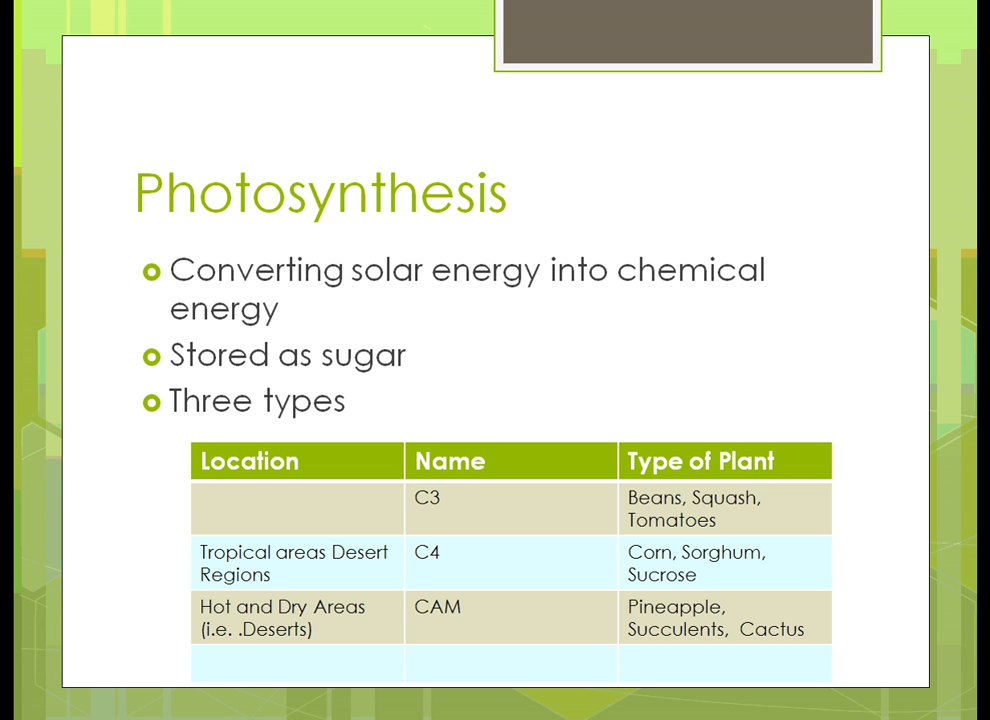 Photosynthesis
Converting solar energy into chemical
energy
Stored as sugar
Three types
Location Name Type of Plant
C3 Beans, Squash,
Tomatoes
Tropical areas Desert C4 Corn, Sorghum,
Regions Sucrose
Hot and Dry Areas CAM Pineapple,
(i.e. .Deserts) Succulents, Cactus